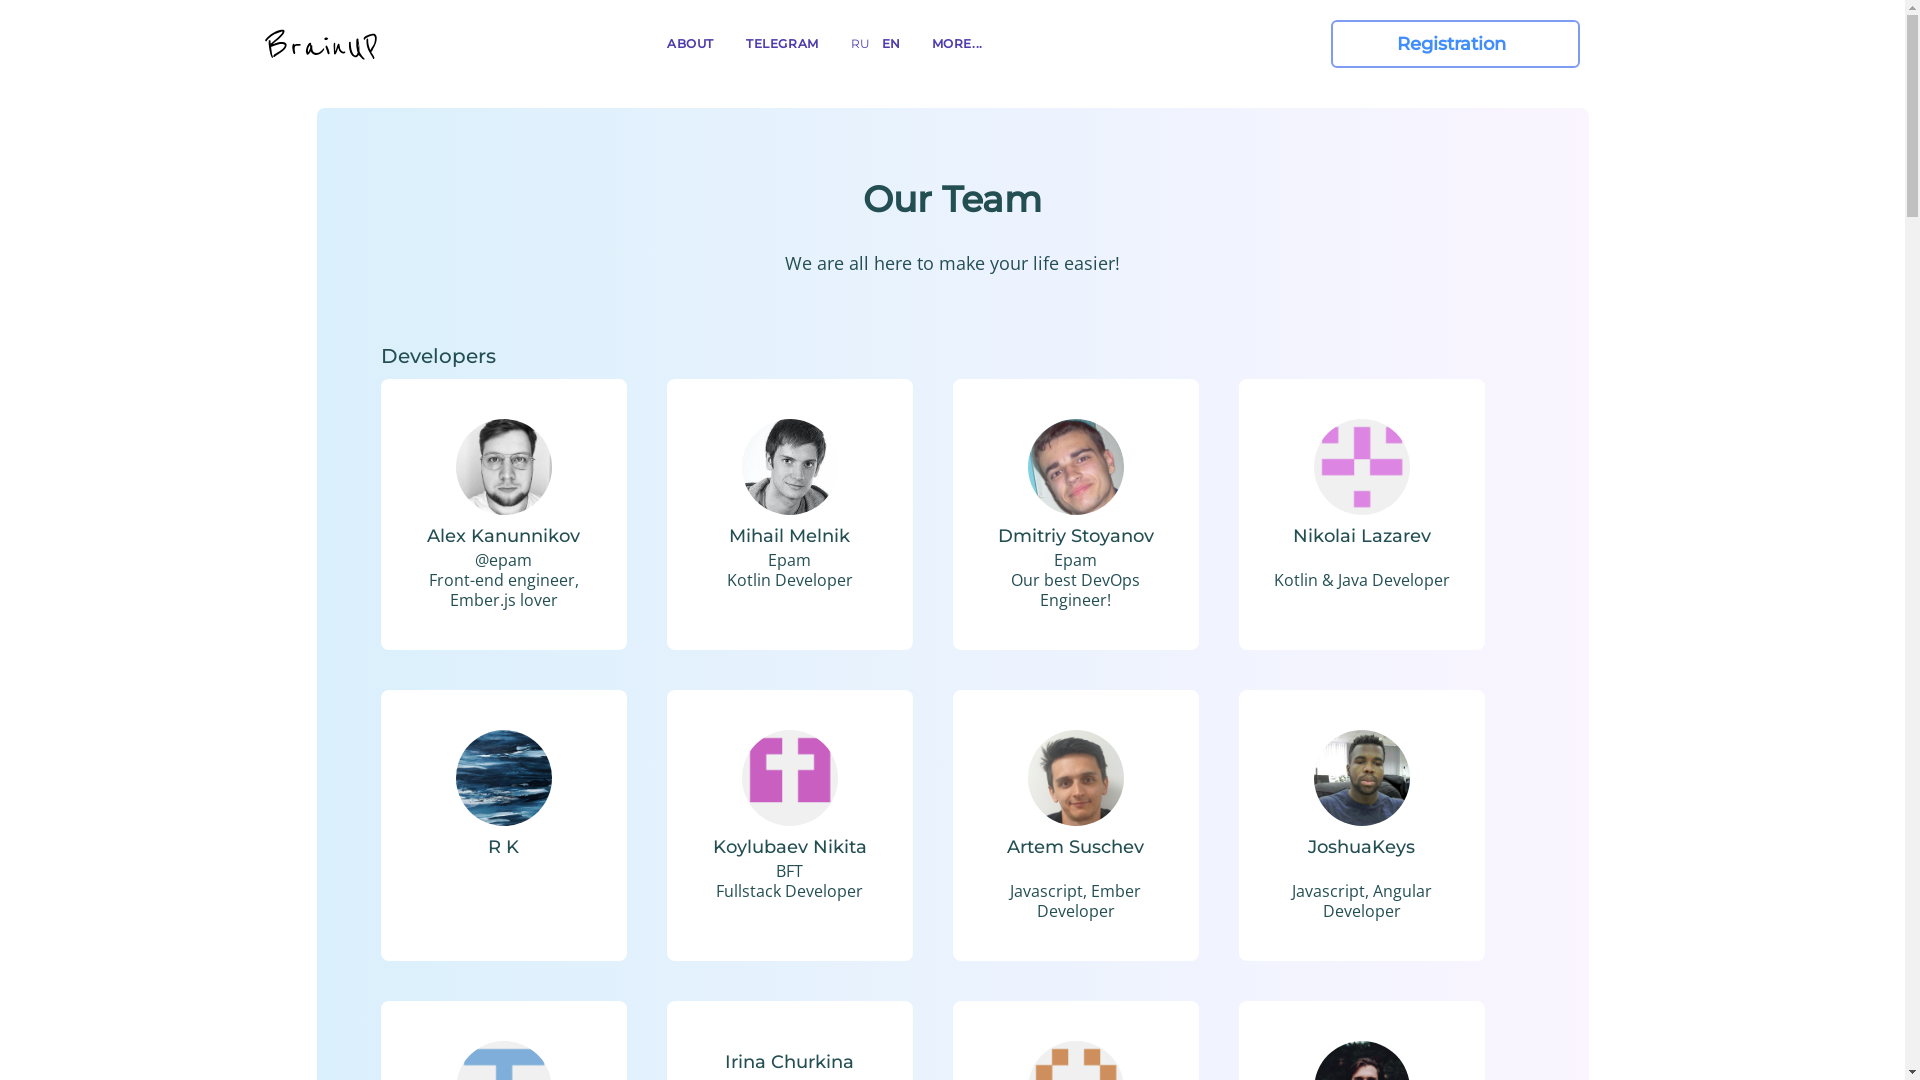 BrainUP
ABOUT
TELEGRAM
RU
EN
MORE...
Registration
Our Team
We are all here to make your life easier!
Developers
Alex Kanunnikov
@epam
Front-end engineer,
Ember.js lover
Mihail Melnik
Epam
Kotlin Developer
Dmitriy Stoyanov
Epam
Our best DevOps
Engineer!
Nikolai Lazarev
Kotlin & Java Developer
R K
Koylubaev Nikita
BFT
Fullstack Developer
Artem Suschev
Javascript, Ember
Developer
JoshuaKeys
Javascript, Angular
Developer
Irina Churkina